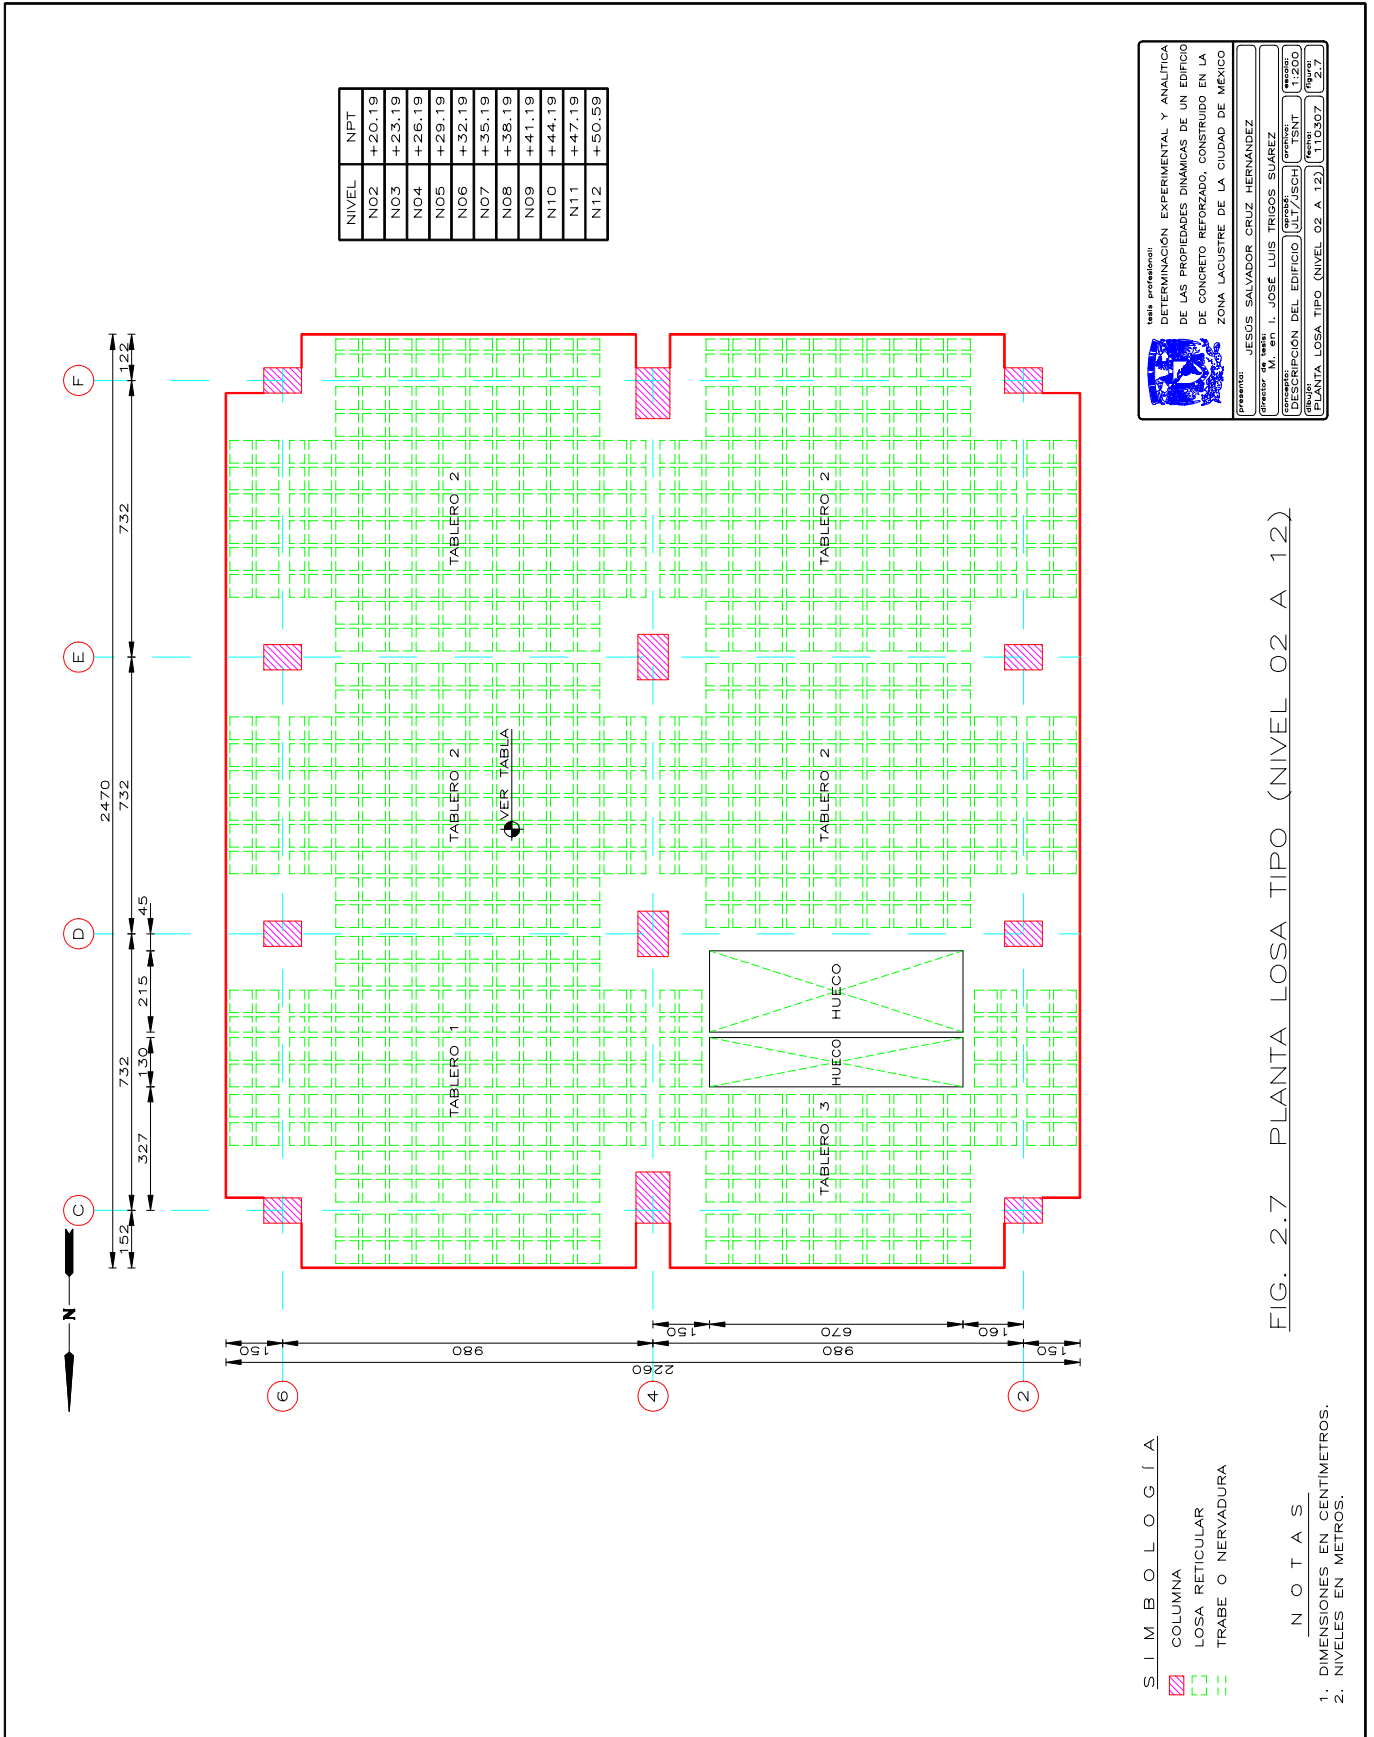 NIVEL NPT
N02 +20.19
N03 +23.19
N04 +26.19
N05 +29.19
N06 +32.19
N07 +35.19
N08 +38.19
N09 +41.19
N10 +44.19
N11 +47.19
N12 +50.59
tesis profesional:
DETERMINACIÓN EXPERIMENTAL Y ANALÍTICA
DE LAS PROPIEDADES DINÁMICAS DE UN EDIFICIO
DE CONCRETO REFORZADO, CONSTRUIDO EN LA
ZONA LACUSTRE DE LA CIUDAD DE MÉXICO
presenta:
JESÚS SALVADOR CRUZ HERNÁNDEZ
director de tesis:
M. en I. JOSÉ LUIS TRIGOS SUÁREZ
concepto: DESCRIPCIÓN DEL EDIFICIO
aprobó: JLT/JSCH
archivo: TSNT
escala: 1:200
dibujo: PLANTA LOSA TIPO (NIVEL 02 A 12)
fecha: 110307
figura: 2.7
C D E F
2470
152 732 732 732 122
327 130 215 45
N
6
4
2
150 980 980 150
150 670 160
2260
TABLERO 1
TABLERO 2
TABLERO 2
VER TABLA
TABLERO 3
HUECO
HUECO
TABLERO 2
TABLERO 2
FIG. 2.7 PLANTA LOSA TIPO (NIVEL 02 A 12)
SIMBOLOGÍA
COLUMNA
LOSA RETICULAR
TRABE O NERVADURA
NOTAS
1. DIMENSIONES EN CENTÍMETROS.
2. NIVELES EN METROS.